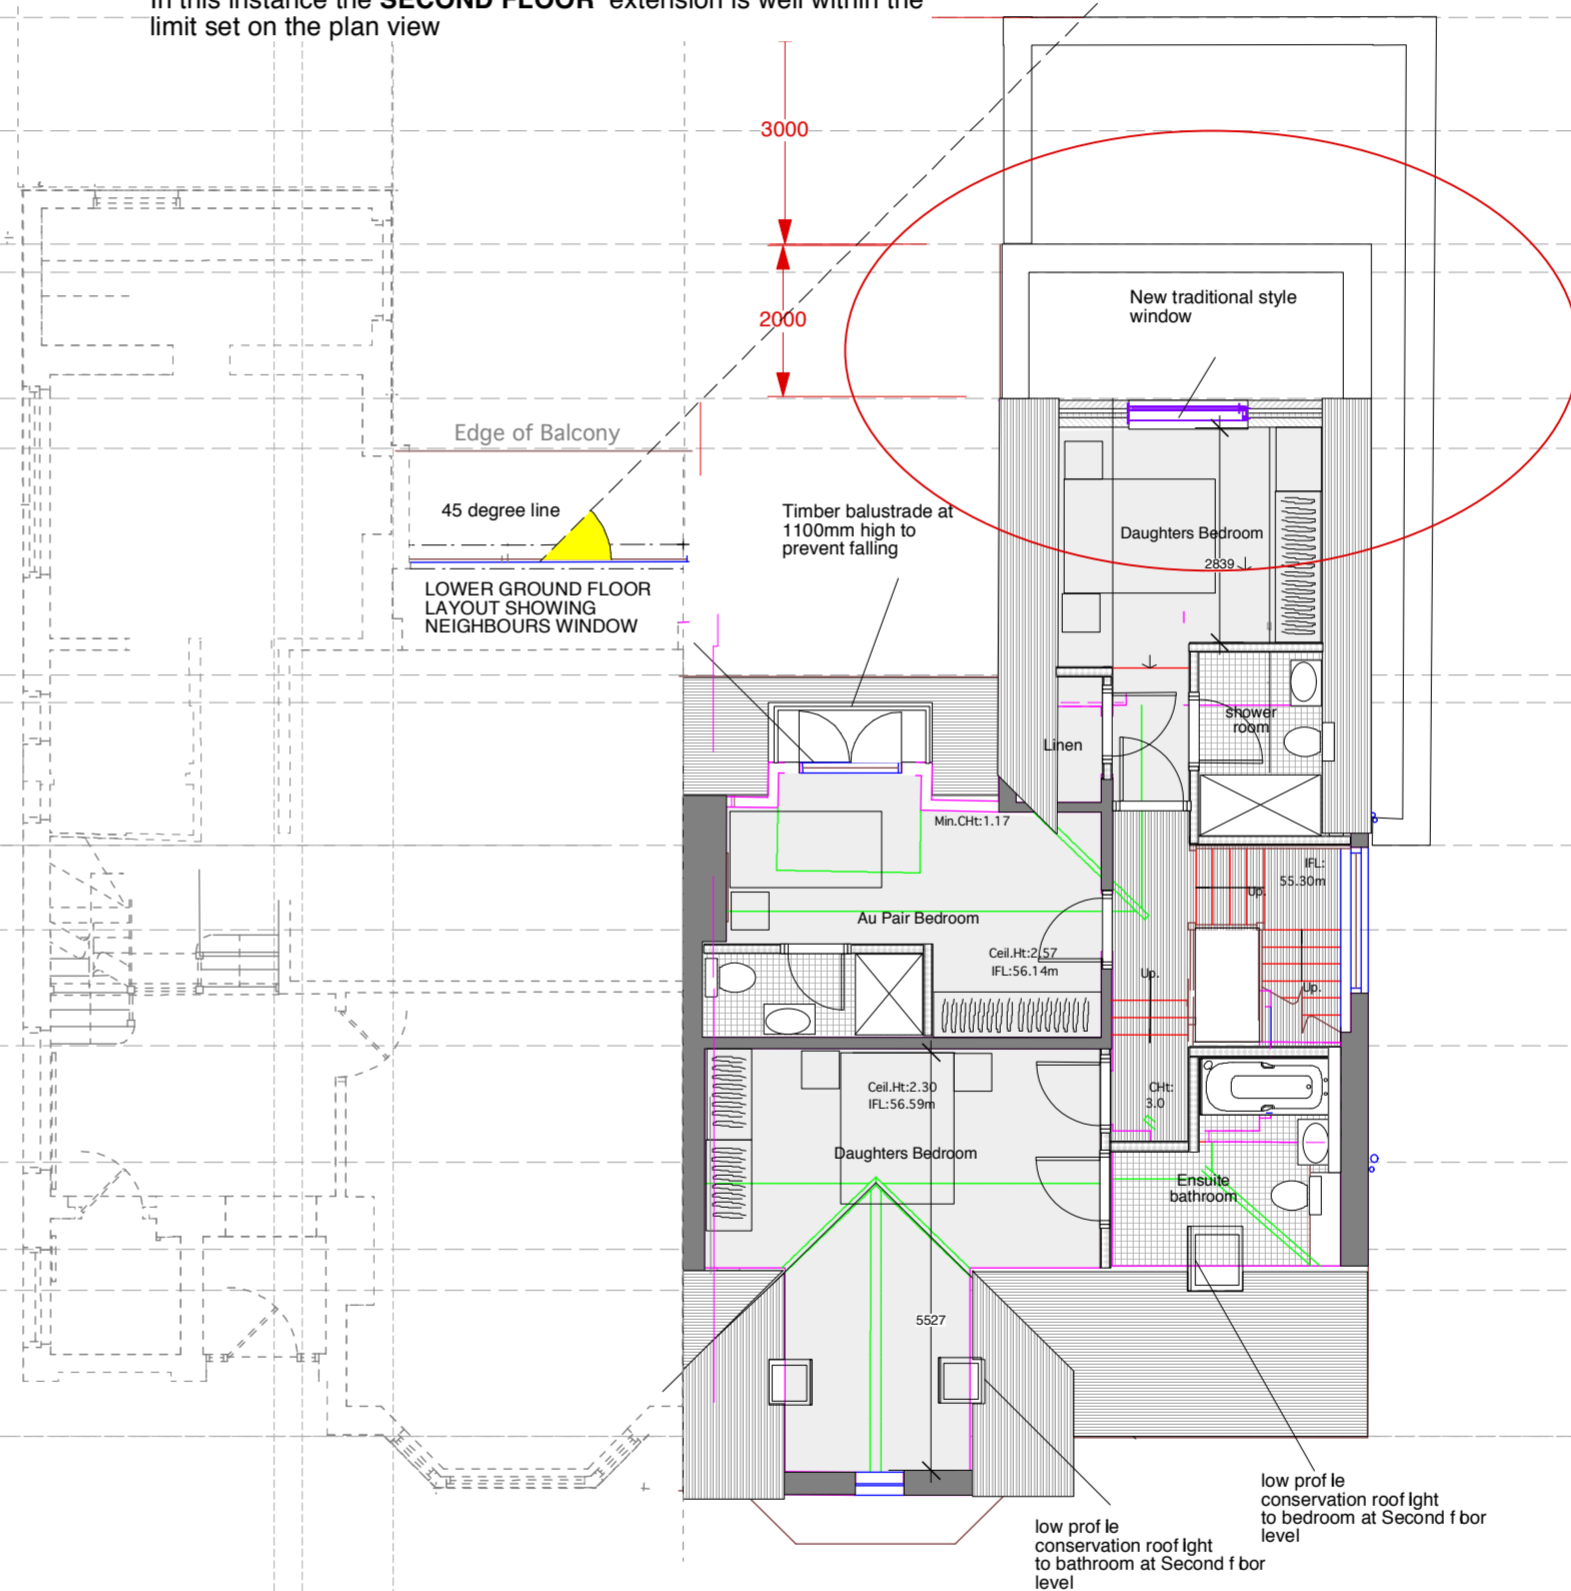 In this instance the SECOND FLOOR extension is well within the
limit set on the plan view
3000
2000
New traditional style
window
Edge of Balcony
45 degree line
Timber balustrade at
1100mm high to
prevent falling
Daughters Bedroom
2839
LOWER GROUND FLOOR
LAYOUT SHOWING
NEIGHBOURS WINDOW
shower
room
Linen
Min.CHt:1.17
IFL:
55.30m
Up.
Au Pair Bedroom
Ceil.Ht:2.57
IFL:56.14m
Up.
Up.
Ceil.Ht:2.30
IFL:56.59m
CHt:
3.0
Daughters Bedroom
Ensuite
bathroom
5527
low prof le
conservation roof lght
to bedroom at Second f bor
level
low prof le
conservation roof lght
to bathroom at Second f bor
level